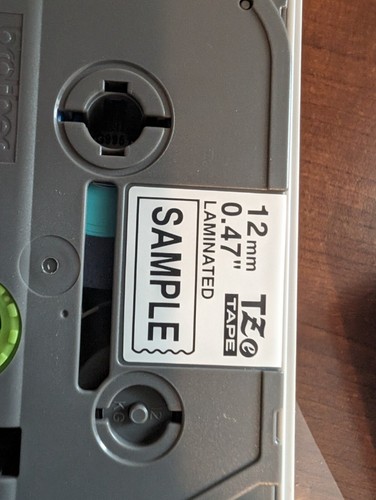 12mm
0.47"
LAMINATED
TZe
TAPE
SAMPLE